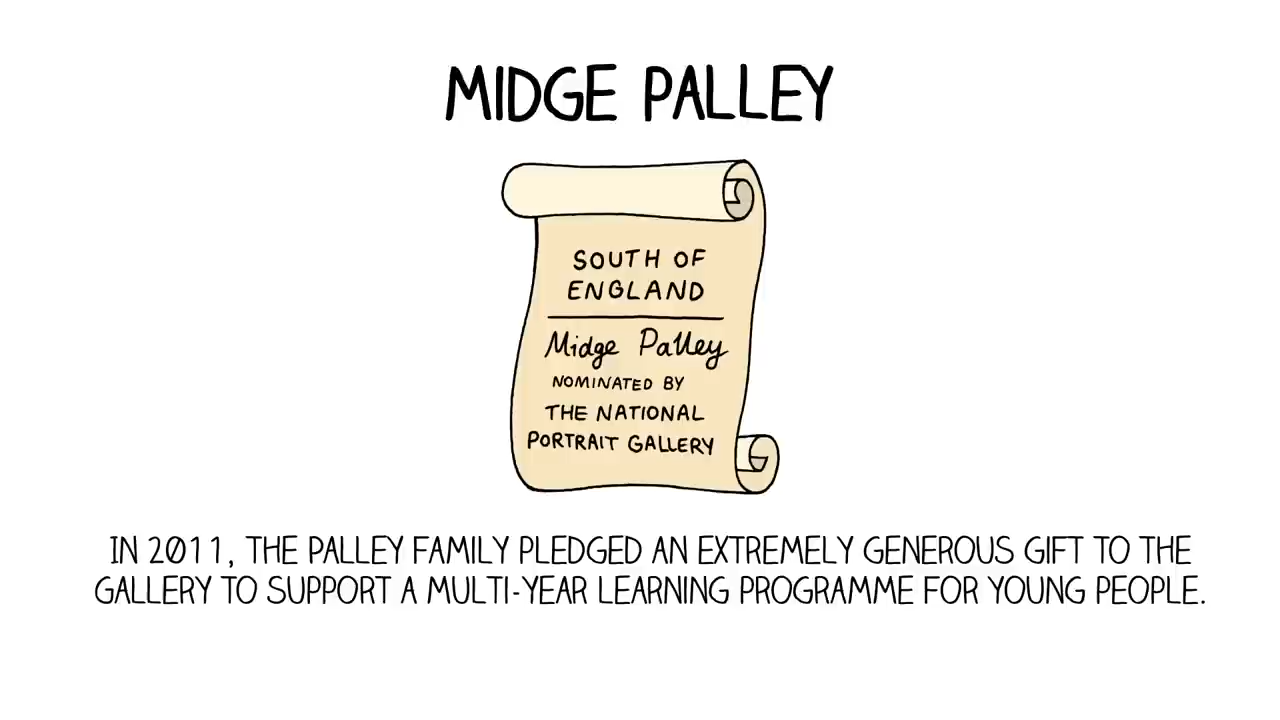 MIDGE PALLEY
SOUTH OF
ENGLAND
Midge Palley
NOMINATED BY
THE NATIONAL
PORTRAIT GALLERY
IN 2011, THE PALLEY FAMILY PLEDGED AN EXTREMELY GENEROUS GIFT TO THE
GALLERY TO SUPPORT A MULTI-YEAR LEARNING PROGRAMME FOR YOUNG PEOPLE.